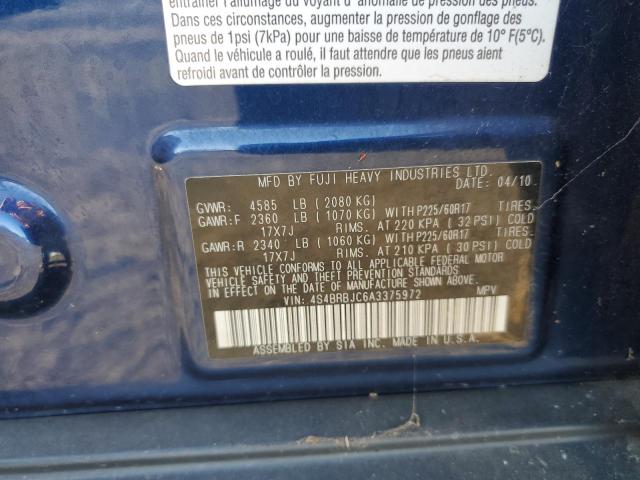 entraîner l'allumage du voyant d' anomalie de pression des pneus.
Dans ces circonstances, augmenter la pression de gonflage des
pneus de 1psi (7kPa) pour une baisse de température de 10° F(5°C).
Quand le véhicule a roulé, il faut attendre que les pneus aient
refroidi avant de contrôler la pression.
MFD BY FUJI HEAVY INDUSTRIES LTD.
DATE: 04/10
GVWR: 4585 LB (2080 KG)
GAWR:F 2360 LB (1070 KG) WITH P225/60R17 TIRES.
17X7J RIMS. AT 220 KPA ( 32 PSI) COLD
GAWR:R 2340 LB (1060 KG) WITH P225/60R17 TIRES.
17X7J RIMS. AT 210 KPA ( 30 PSI) COLD
THIS VEHICLE CONFORMS TO ALL APPLICABLE FEDERAL MOTOR
VEHICLE SAFETY AND THEFT PREVENTION STANDARDS
IN EFFECT ON THE DATE OF MANUFACTURE SHOWN ABOVE.
VIN: 4S4BRBJC6A3375972 MPV
ASSEMBLED BY SIA INC. MADE IN U.S.A.